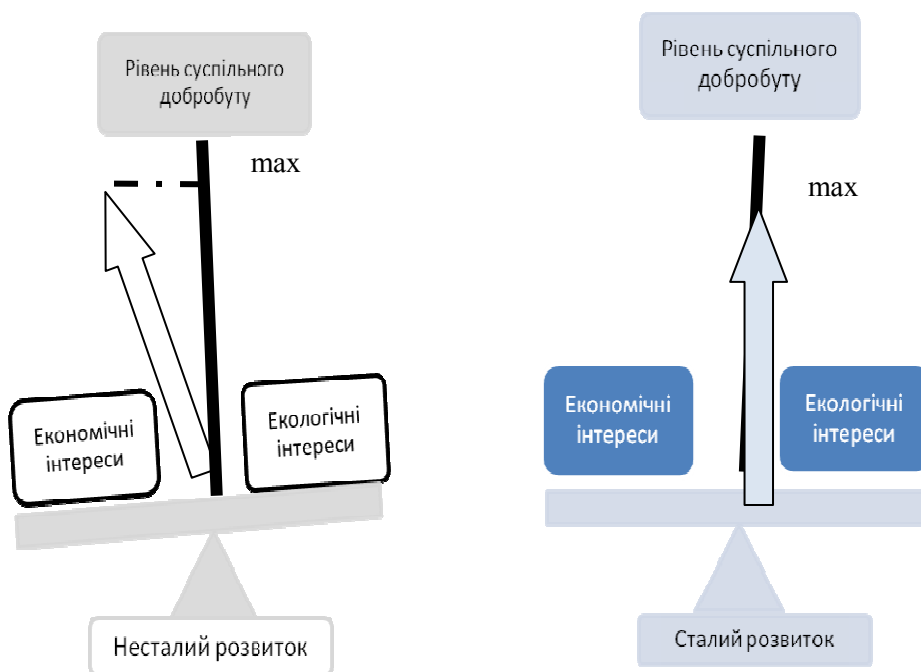 Рівень суспільного
добробуту
max
Економічні
інтереси
Екологічні
інтереси
Несталий розвиток
Рівень суспільного
добробуту
max
Економічні
інтереси
Екологічні
інтереси
Сталий розвиток